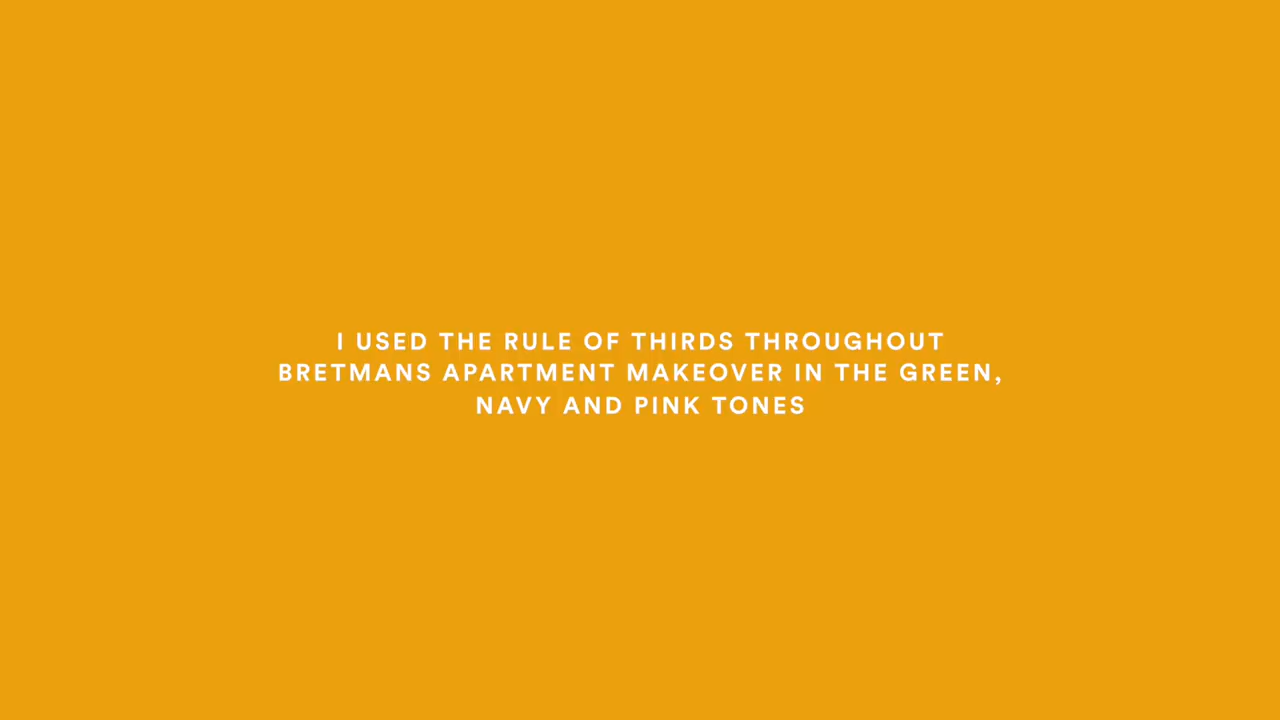 I USED THE RULE OF THIRDS THROUGHOUT
BRETMANS APARTMENT MAKEOVER IN THE GREEN,
NAVY AND PINK TONES